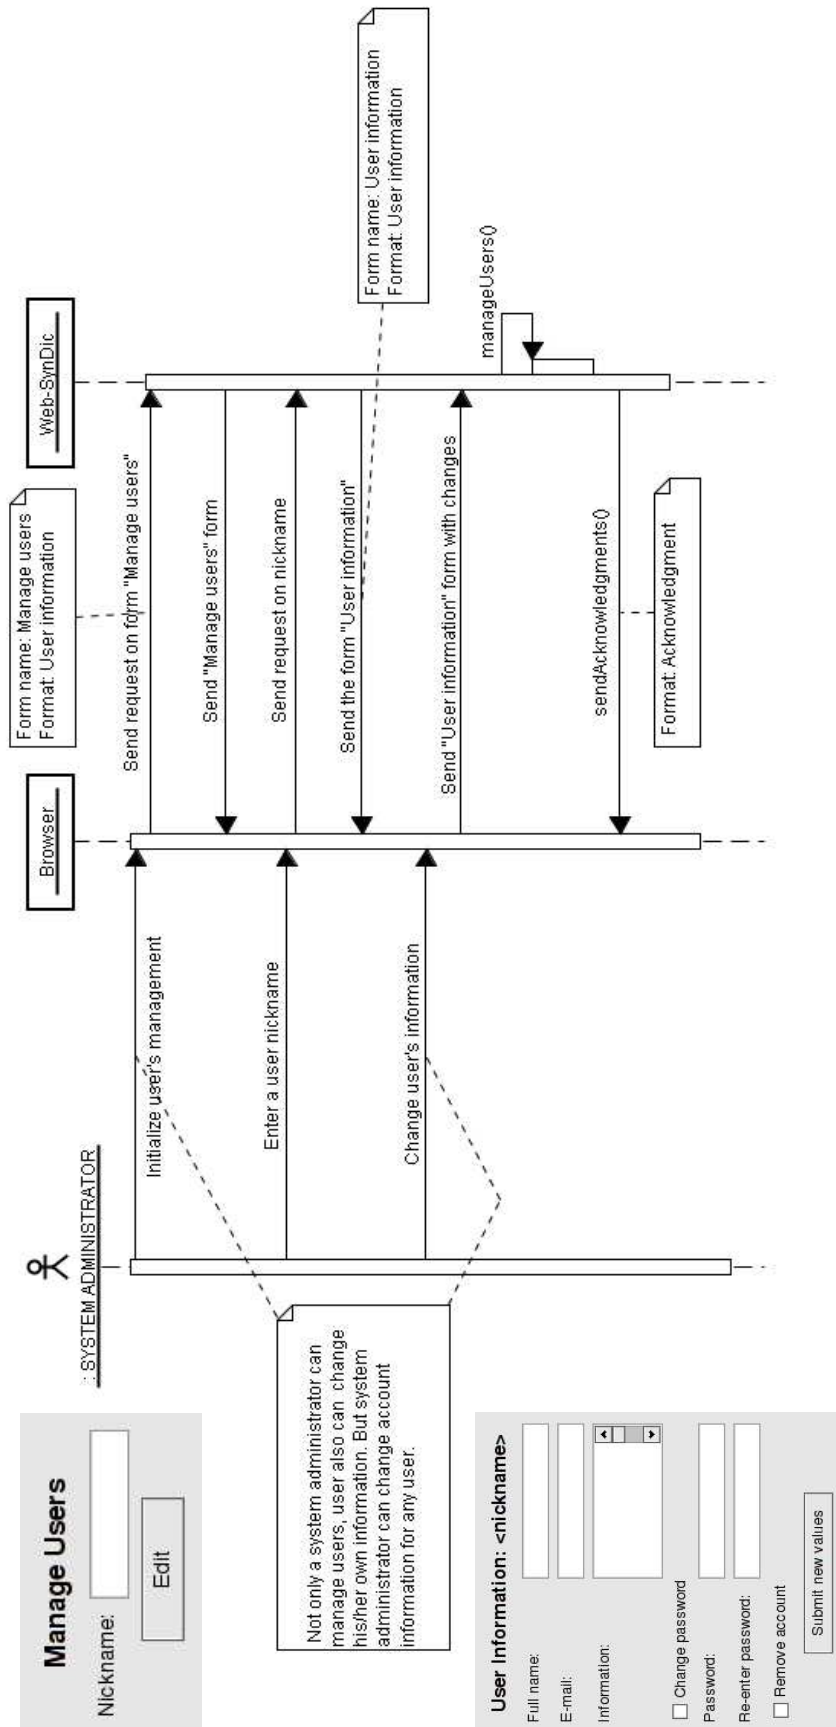 Manage Users
Nickname:
Edit
: SYSTEM ADMINISTRATOR
Browser
Web-SynDic
Form name: Manage users
Format: User information
Initialize user's management
Send request on form "Manage users"
Send "Manage users" form
Enter a user nickname
Send request on nickname
Send the form "User information"
Form name: User information
Format: User information
Not only a system administrator can
manage users, user also can change
his/her own information. But system
administrator can change account
information for any user.
Change user's information
Send "User information" form with changes
manageUsers()
sendAcknowledgments()
Format: Acknowledgment
User Information: <nickname>
Full name:
E-mail:
Information:
Change password
Password:
Re-enter password:
Remove account
Submit new values